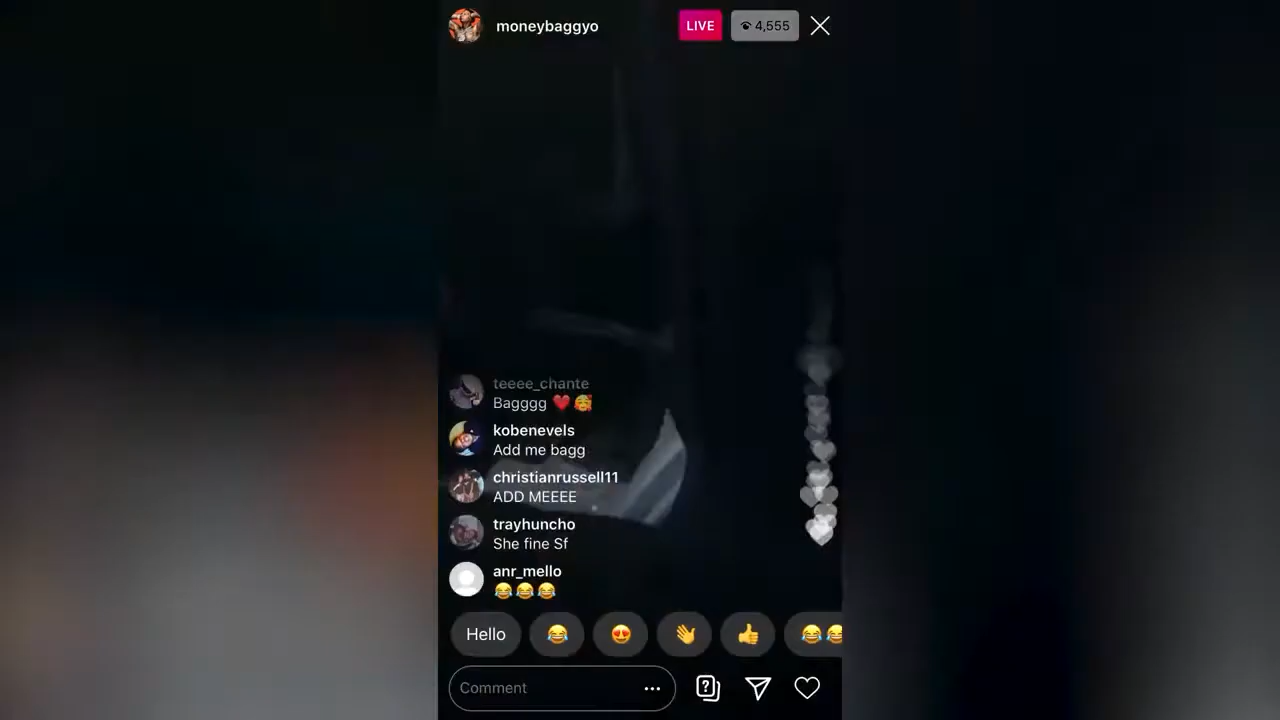 moneybaggyo
LIVE
4,555
teeee_chante
Bagggg ❤️🥰
kobenevels
Add me bagg
christianrussell11
ADD MEEEE
trayhuncho
She fine Sf
anr_mello
😂😂😂
Hello 😂 😍 👋 👍 😂😂
Comment